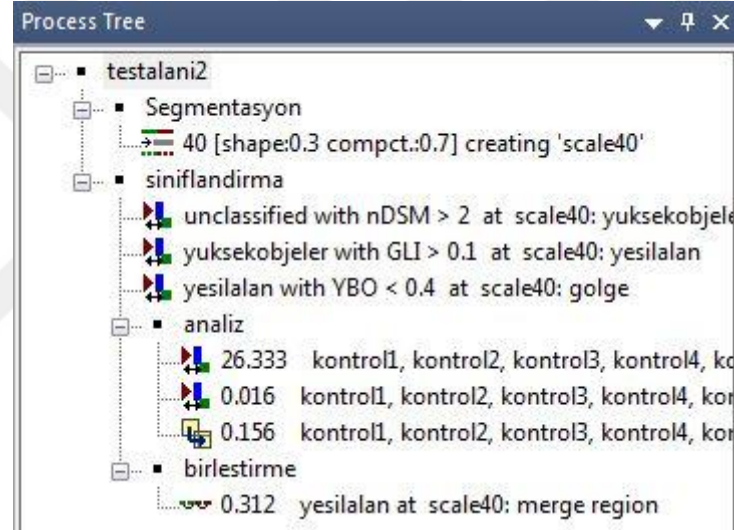 Process Tree
testalani2
Segmentasyon
40 [shape:0.3 compct.:0.7] creating 'scale40'
siniflandirma
unclassified with nDSM > 2 at scale40: yuksekobjele
yuksekobjeler with GLI > 0.1 at scale40: yesilalan
yesilalan with YBO < 0.4 at scale40: golge
analiz
26.333 kontrol1, kontrol2, kontrol3, kontrol4, ko
0.016 kontrol1, kontrol2, kontrol3, kontrol4, kor
0.156 kontrol1, kontrol2, kontrol3, kontrol4, kor
birlestirme
0.312 yesilalan at scale40: merge region